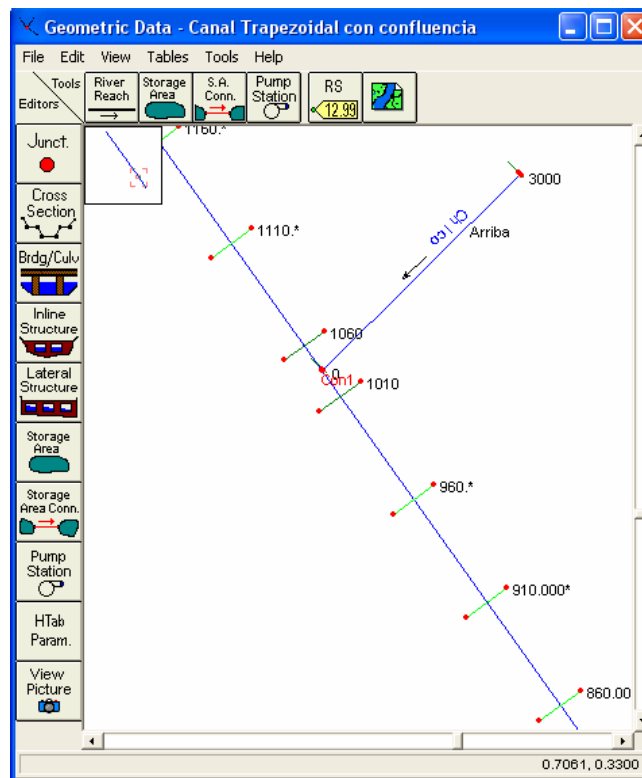 Geometric Data - Canal Trapezoidal con confluencia
File Edit View Tables Tools Help
Tools
Editors
River
Reach
Storage
Area
S.A.
Conn.
Pump
Station
RS
12.99
Junct.
Cross
Section
Brdg/Culv
Inline
Structure
Lateral
Structure
Storage
Area
Storage
Area Conn.
Pump
Station
HTab
Param.
View
Picture
1160.*
3000
Chico
Arriba
1110.*
1060
0
Con1
1010
960.*
910.000*
860.00
0.7061, 0.3300